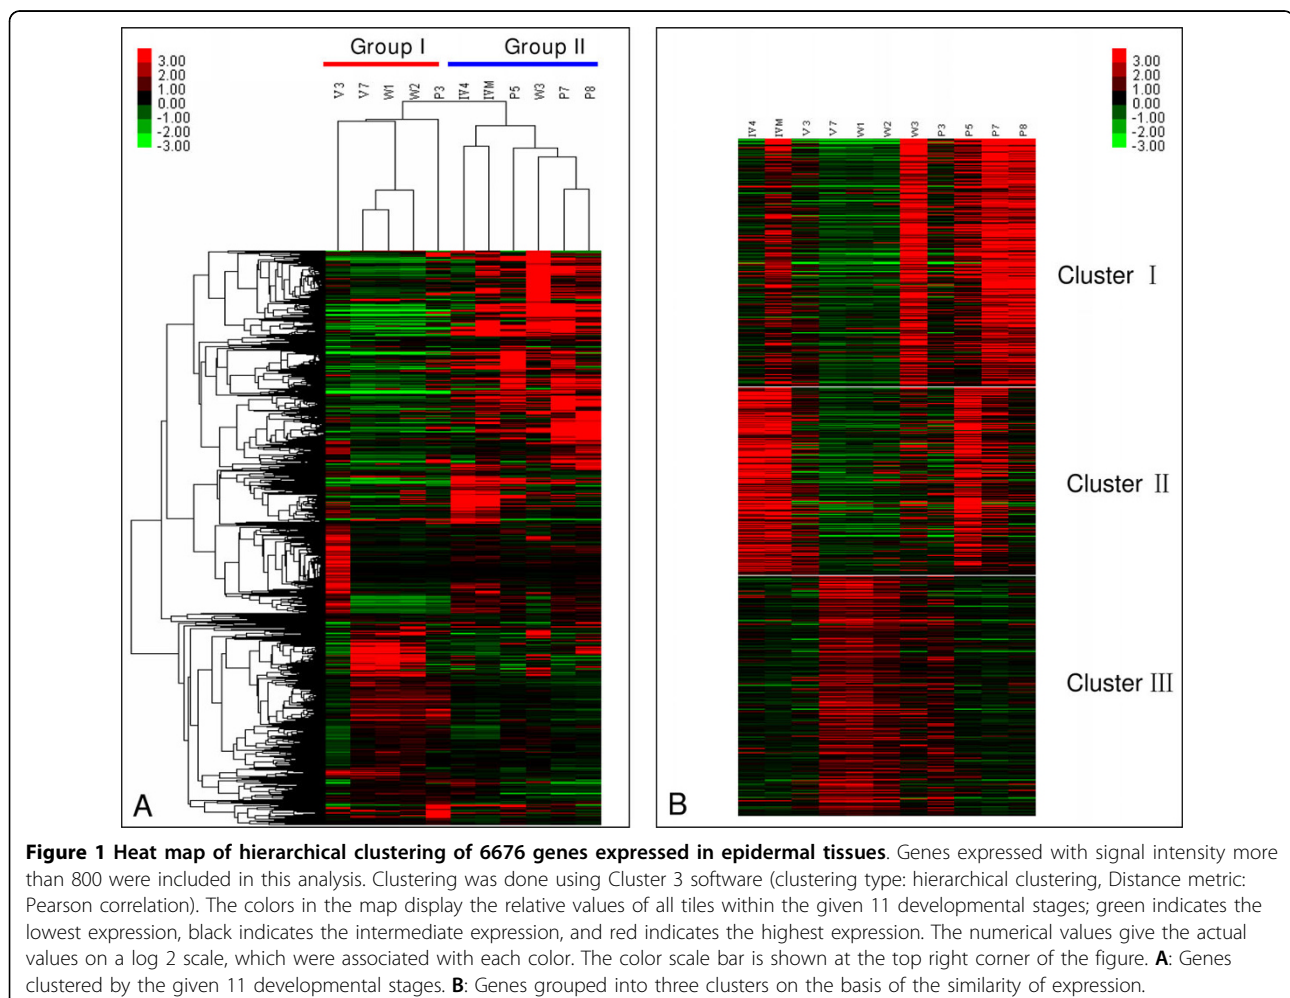 Group I Group II
3.00
2.00
1.00
0.00
-1.00
-2.00
-3.00
V3 V7 W1 W2 P3 IV4 IVM P5 W3 P7 P8
A
3.00
2.00
1.00
0.00
-1.00
-2.00
-3.00
IV4 IVM V3 V7 W1 W2 W3 P3 P5 P7 P8
Cluster I
Cluster II
Cluster III
B
Figure 1 Heat map of hierarchical clustering of 6676 genes expressed in epidermal tissues. Genes expressed with signal intensity more
than 800 were included in this analysis. Clustering was done using Cluster 3 software (clustering type: hierarchical clustering, Distance metric:
Pearson correlation). The colors in the map display the relative values of all tiles within the given 11 developmental stages; green indicates the
lowest expression, black indicates the intermediate expression, and red indicates the highest expression. The numerical values give the actual
values on a log 2 scale, which were associated with each color. The color scale bar is shown at the top right corner of the figure. A: Genes
clustered by the given 11 developmental stages. B: Genes grouped into three clusters on the basis of the similarity of expression.